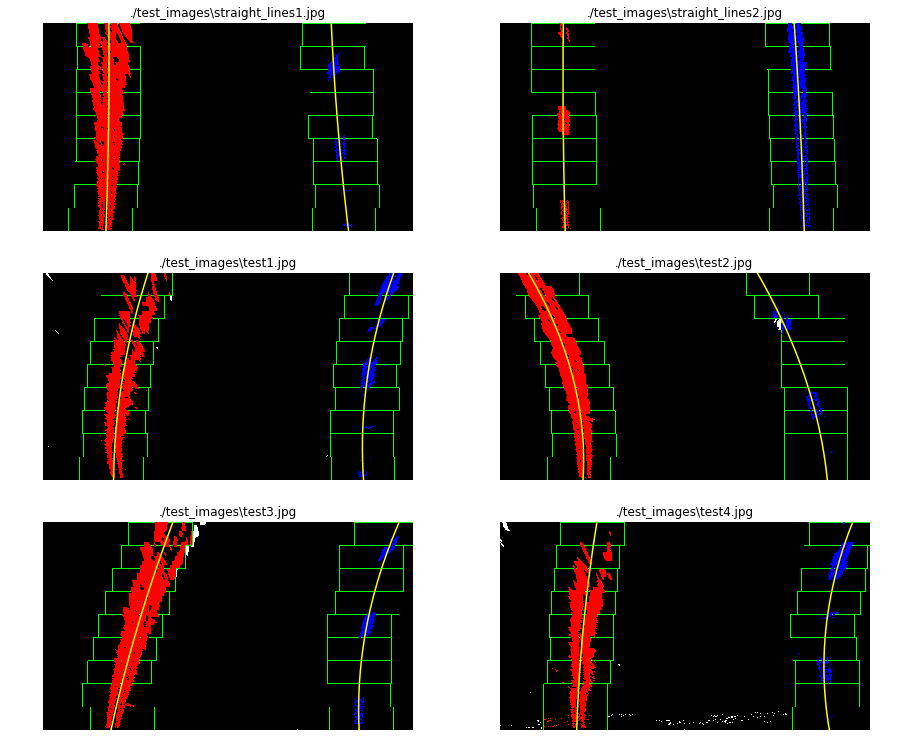 ./test_images\straight_lines1.jpg
./test_images\straight_lines2.jpg
./test_images\test1.jpg
./test_images\test2.jpg
./test_images\test3.jpg
./test_images\test4.jpg